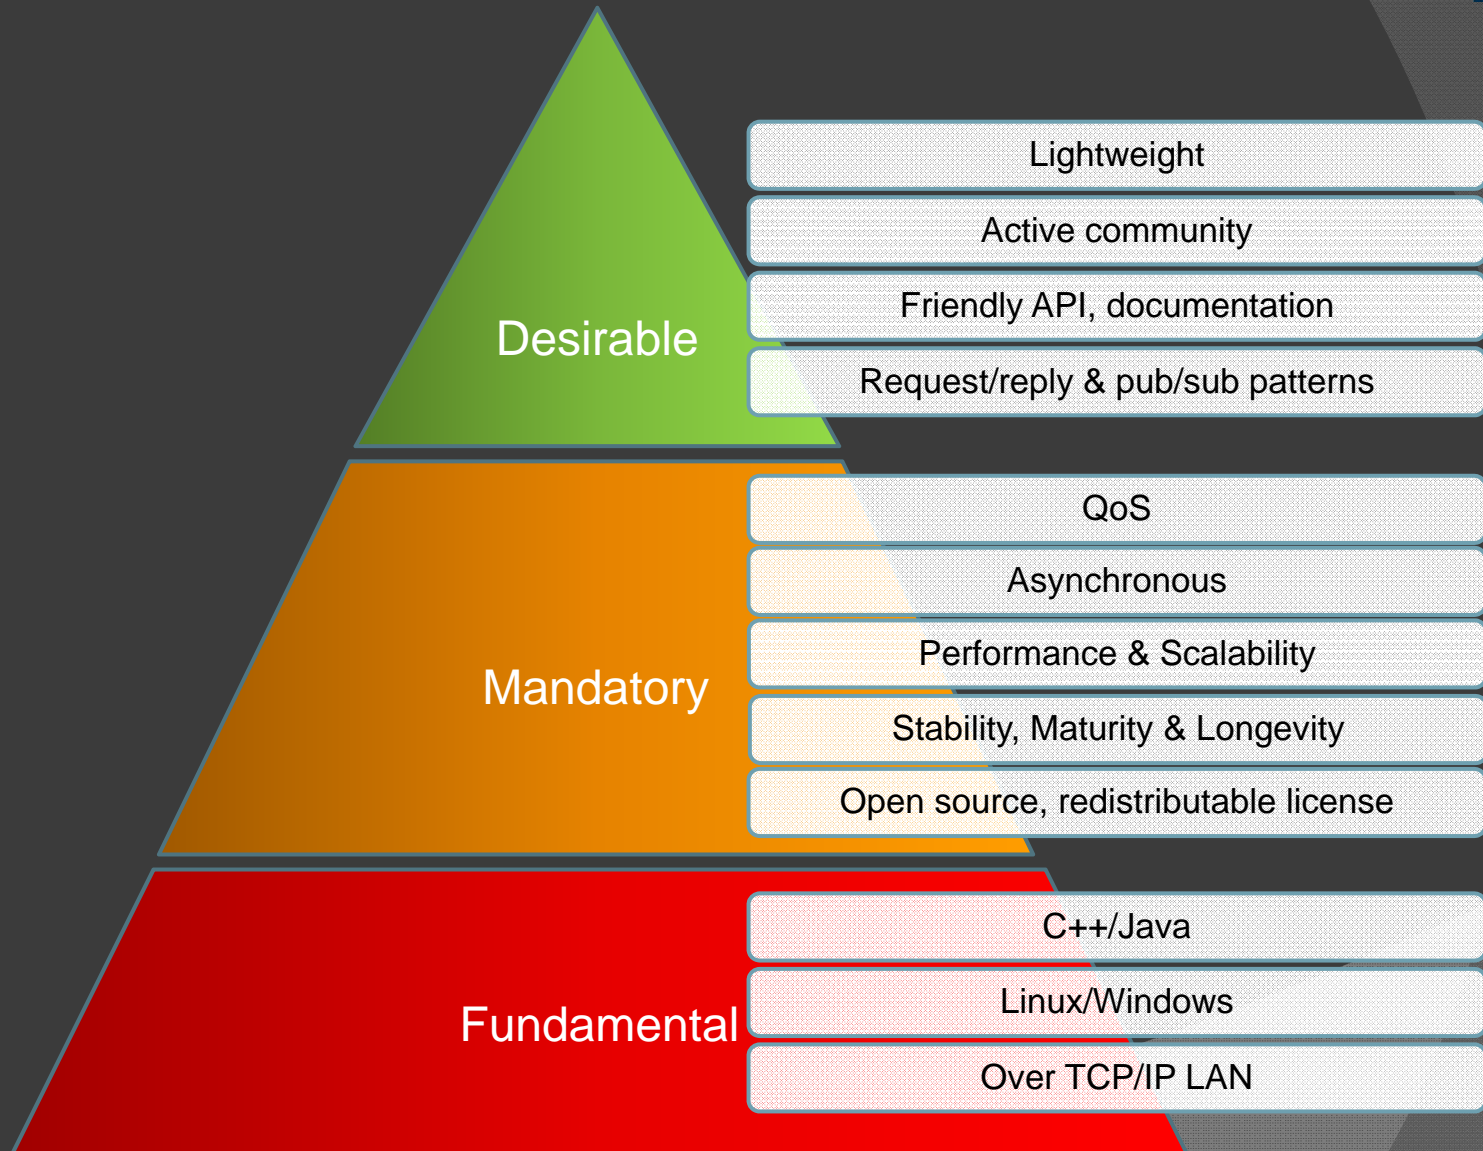 Desirable
Lightweight
Active community
Friendly API, documentation
Request/reply & pub/sub patterns
Mandatory
QoS
Asynchronous
Performance & Scalability
Stability, Maturity & Longevity
Open source, redistributable license
Fundamental
C++/Java
Linux/Windows
Over TCP/IP LAN